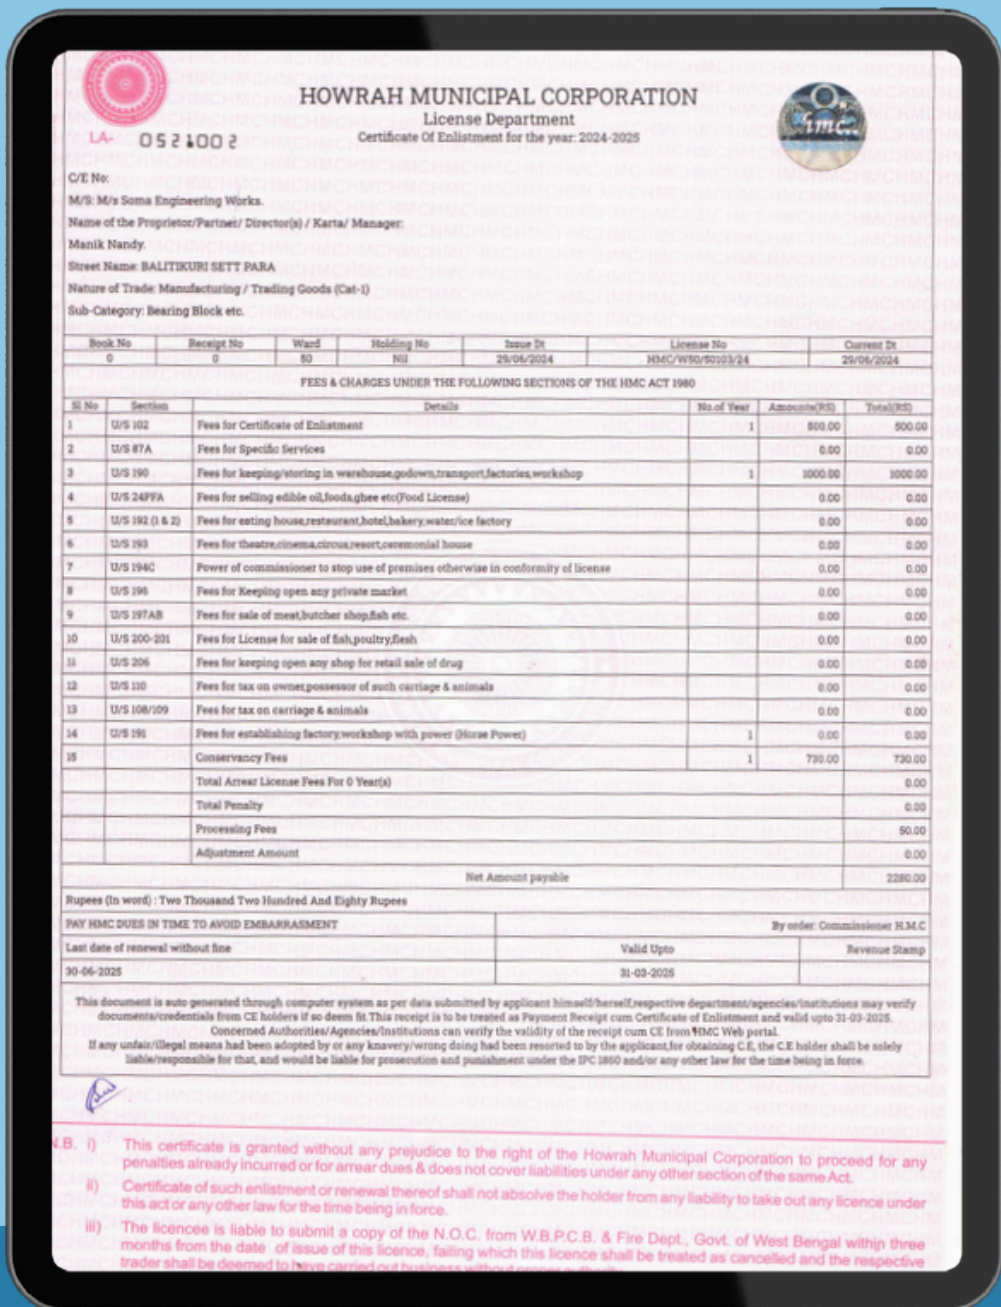 HOWRAH MUNICIPAL CORPORATION
License Department
Certificate Of Enlistment for the year: 2024-2025
hmc
LA- 0521002
C/E No:
M/S: M/s Soma Engineering Works.
Name of the Proprietor/Partner/ Director(s) / Karta/ Manager:
Manik Nandy.
Street Name: BALITIKURI SETT PARA
Nature of Trade: Manufacturing / Trading Goods (Cat-1)
Sub-Category: Bearing Block etc.
Book No Receipt No Ward Holding No Issue Dt License No Current Dt
0 0 50 Nil 29/06/2024 HMC/W50/50103/24 29/06/2024
FEES & CHARGES UNDER THE FOLLOWING SECTIONS OF THE HMC ACT 1980
Sl No Section Details No.of Year Amounts(RS) Total(RS)
1 U/S 102 Fees for Certificate of Enlistment 1 500.00 500.00
2 U/S 87A Fees for Specific Services 0.00 0.00
3 U/S 190 Fees for keeping/storing in warehouse,godown,transport,factories,workshop 1 1000.00 1000.00
4 U/S 24FFA Fees for selling edible oil,foods,ghee etc(Food License) 0.00 0.00
5 U/S 192 (1 & 2) Fees for eating house,restaurant,hotel,bakery,water/ice factory 0.00 0.00
6 U/S 193 Fees for theatre,cinema,circus,resort,ceremonial house 0.00 0.00
7 U/S 194C Power of commissioner to stop use of premises otherwise in conformity of license 0.00 0.00
8 U/S 195 Fees for Keeping open any private market 0.00 0.00
9 U/S 197AB Fees for sale of meat,butcher shop,fish etc. 0.00 0.00
10 U/S 200-201 Fees for License for sale of fish,poultry,flesh 0.00 0.00
11 U/S 206 Fees for keeping open any shop for retail sale of drug 0.00 0.00
12 U/S 110 Fees for tax on owner,possessor of such carriage & animals 0.00 0.00
13 U/S 108/109 Fees for tax on carriage & animals 0.00 0.00
14 U/S 191 Fees for establishing factory,workshop with power (Horse Power) 1 0.00 0.00
15 Conservancy Fees 1 730.00 730.00
Total Arrear License Fees For 0 Year(s) 0.00
Total Penalty 0.00
Processing Fees 50.00
Adjustment Amount 0.00
Net Amount payable 2280.00
Rupees (In word) : Two Thousand Two Hundred And Eighty Rupees
PAY HMC DUES IN TIME TO AVOID EMBARRASMENT By order: Commissioner H.M.C
Last date of renewal without fine Valid Upto Revenue Stamp
30-06-2025 31-03-2025
This document is auto generated through computer system as per data submitted by applicant himself/herself,respective department/agencies/institutions may verify
documents/credentials from CE holders if so deem fit.This receipt is to be treated as Payment Receipt cum Certificate of Enlistment and valid upto 31-03-2025.
Concerned Authorities/Agencies/Institutions can verify the validity of the receipt cum CE from HMC Web portal.
If any unfair/illegal means had been adopted by or any knavery/wrong doing had been resorted to by the applicant,for obtaining C.E, the C.E holder shall be solely
liable/responsible for that, and would be liable for prosecution and punishment under the IPC 1860 and/or any other law for the time being in force.
N.B. i) This certificate is granted without any prejudice to the right of the Howrah Municipal Corporation to proceed for any
penalties already incurred or for arrear dues & does not cover liabilities under any other section of the same Act.
ii) Certificate of such enlistment or renewal thereof shall not absolve the holder from any liability to take out any licence under
this act or any other law for the time being in force.
iii) The licencee is liable to submit a copy of the N.O.C. from W.B.P.C.B. & Fire Dept., Govt. of West Bengal within three
months from the date of issue of this licence, failing which this licence shall be treated as cancelled and the respective
trader shall be deemed to have carried out business without proper authority.